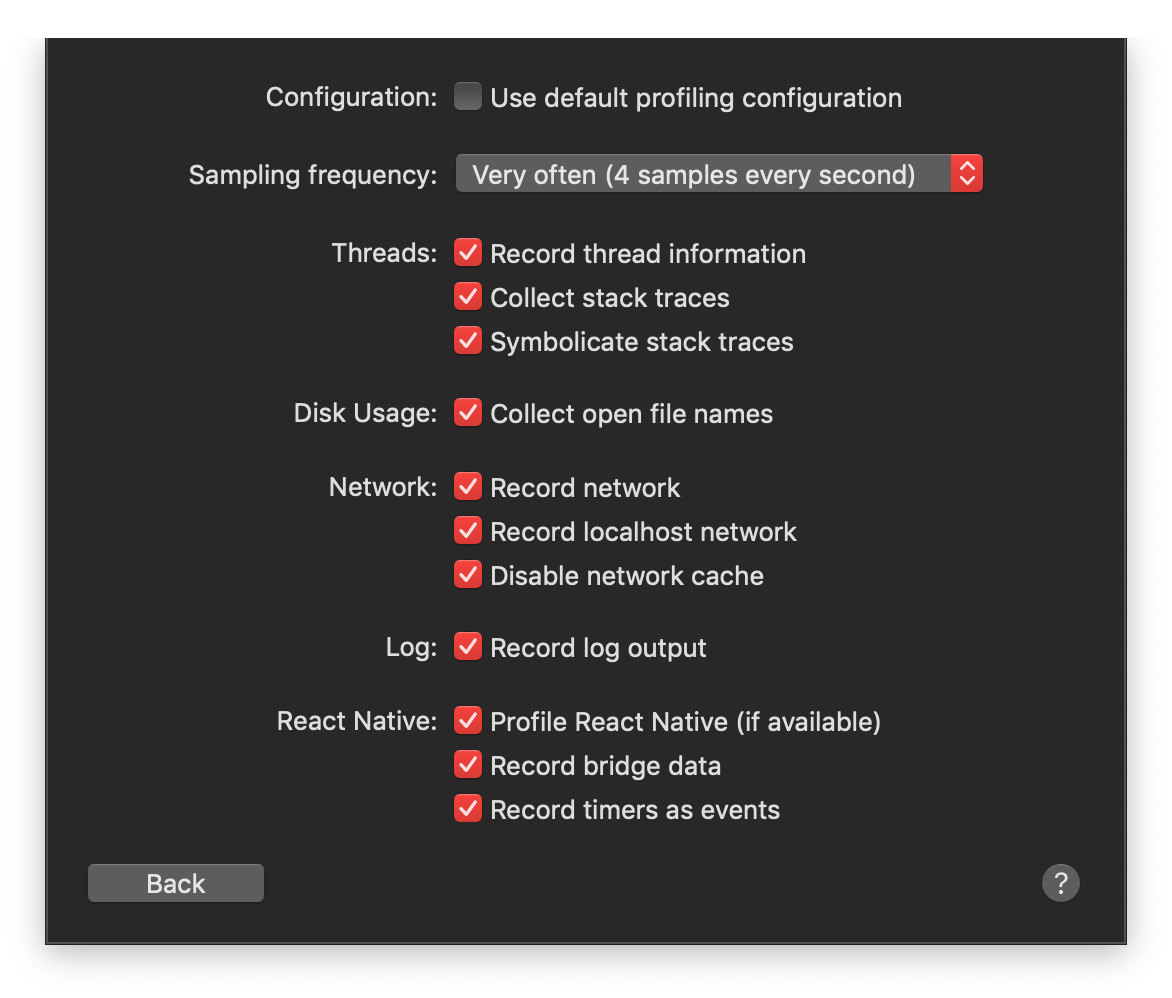 Configuration: Use default profiling configuration
Sampling frequency: Very often (4 samples every second)
Threads: Record thread information
Collect stack traces
Symbolicate stack traces
Disk Usage: Collect open file names
Network: Record network
Record localhost network
Disable network cache
Log: Record log output
React Native: Profile React Native (if available)
Record bridge data
Record timers as events
Back ?